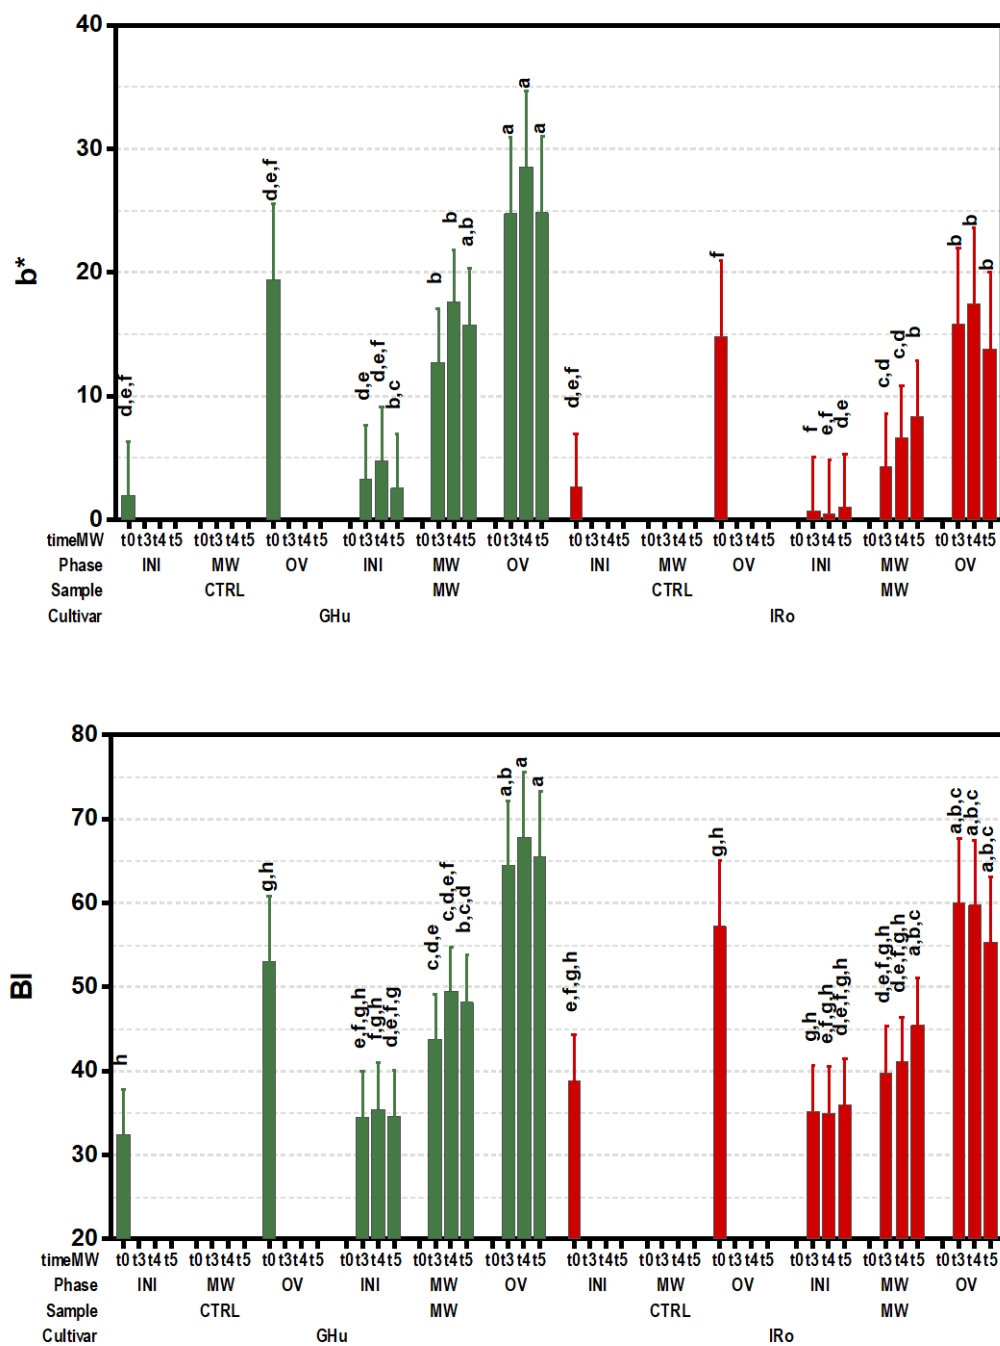 40
30
20
10
0
b*
d,e,f
d,e,f
d,e
d,e,f
b,c
b
b
a,b
a
a
a
d,e,f
f
f
e,f
d,e
c,d
c,d
b
b
b
b
timeMW t0 t3 t4 t5 t0 t3 t4 t5 t0 t3 t4 t5 t0 t3 t4 t5 t0 t3 t4 t5 t0 t3 t4 t5 t0 t3 t4 t5 t0 t3 t4 t5 t0 t3 t4 t5 t0 t3 t4 t5 t0 t3 t4 t5 t0 t3 t4 t5
Phase INI MW OV INI MW OV INI MW OV INI MW OV
Sample CTRL MW CTRL MW
Cultivar GHu IRo
80
70
60
50
40
30
20
BI
h
g,h
e,f,g,h
f,g,h
d,e,f,g
c,d,e
c,d,e,f
b,c,d
a,b
a
a
e,f,g,h
g,h
g,h
e,f,g,h
d,e,f,g,h
d,e,f,g,h
d,e,f,g,h
a,b,c
a,b,c
a,b,c
a,b,c
timeMW t0 t3 t4 t5 t0 t3 t4 t5 t0 t3 t4 t5 t0 t3 t4 t5 t0 t3 t4 t5 t0 t3 t4 t5 t0 t3 t4 t5 t0 t3 t4 t5 t0 t3 t4 t5 t0 t3 t4 t5 t0 t3 t4 t5 t0 t3 t4 t5
Phase INI MW OV INI MW OV INI MW OV INI MW OV
Sample CTRL MW CTRL MW
Cultivar GHu IRo